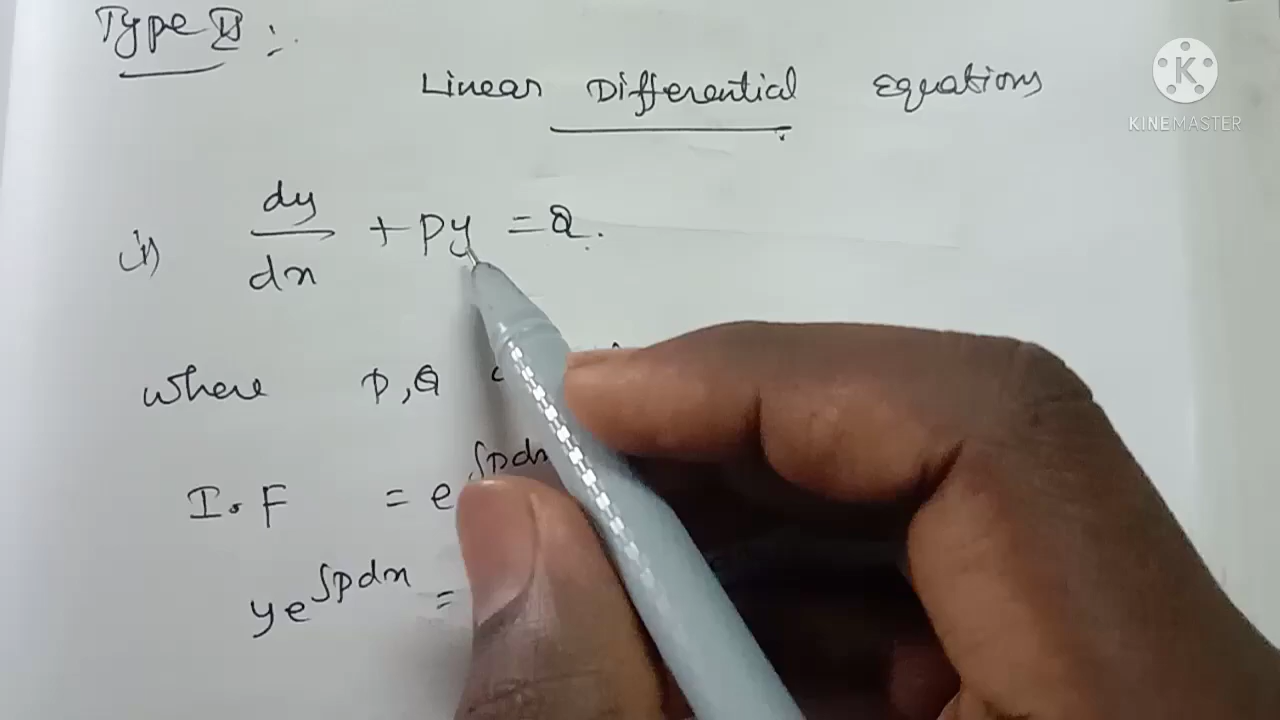 Type II :
Linear Differential Equations
KINEMASTER
i) dy/dx + Py = Q.
where P, Q
I.F = e^∫pdx
ye^∫pdx =